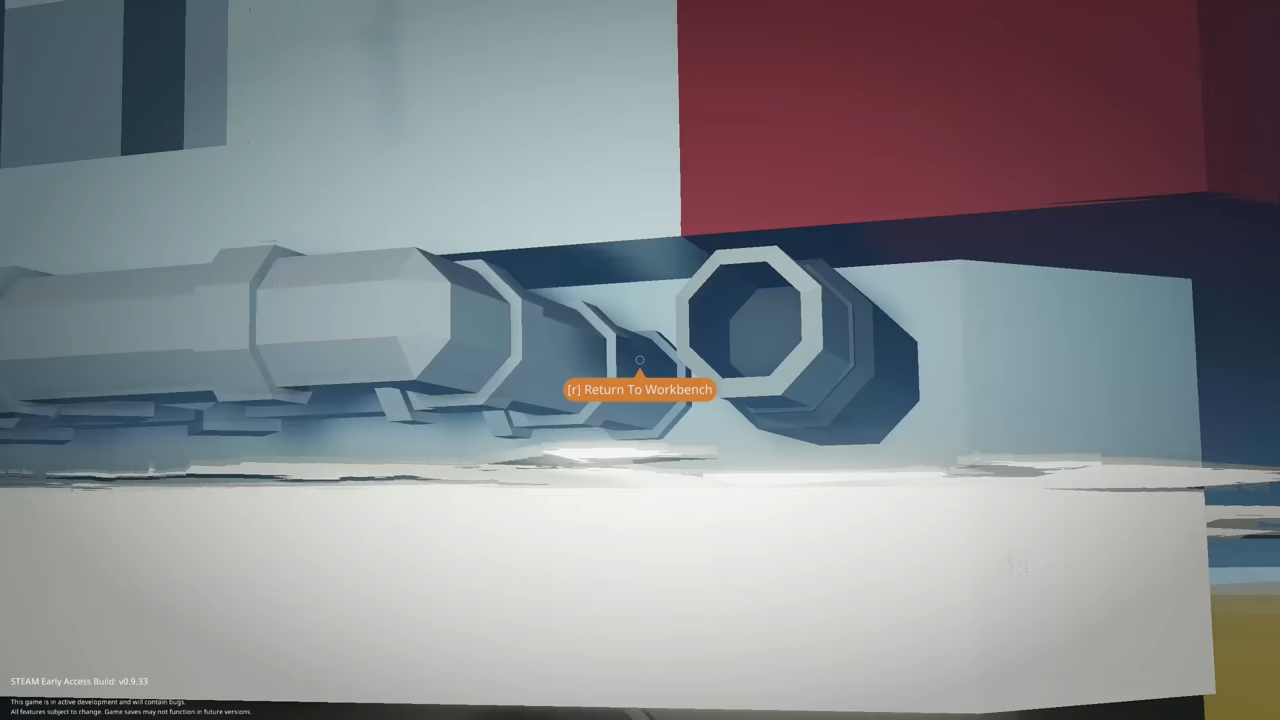 [r] Return To Workbench
STEAM Early Access Build: v0.9.33
This game is in active development and will contain bugs.
All features subject to change. Game saves may not function in future versions.